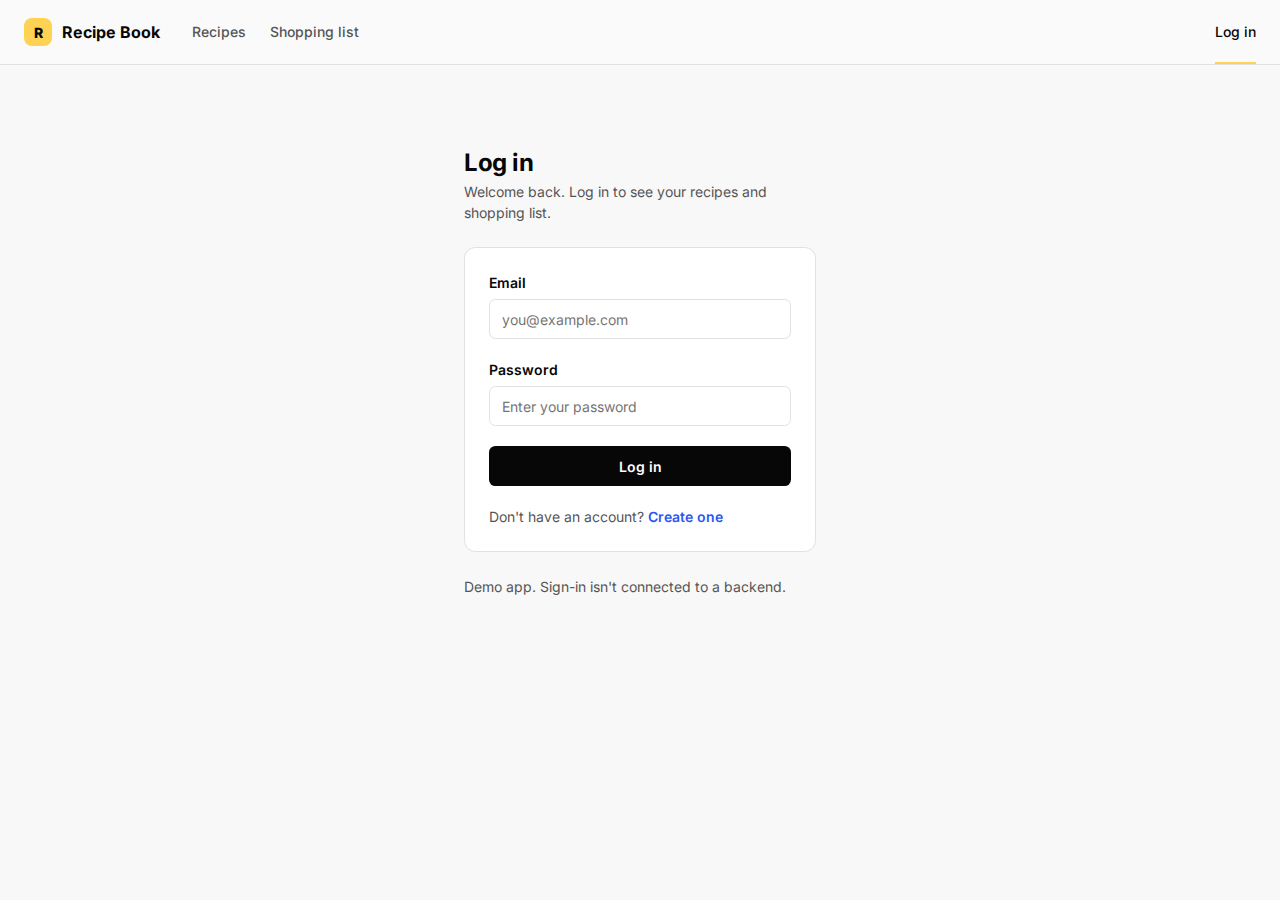 R Recipe Book Recipes Shopping list Log in
Log in
Welcome back. Log in to see your recipes and
shopping list.
Email
you@example.com
Password
Enter your password
Log in
Don't have an account? Create one
Demo app. Sign-in isn't connected to a backend.